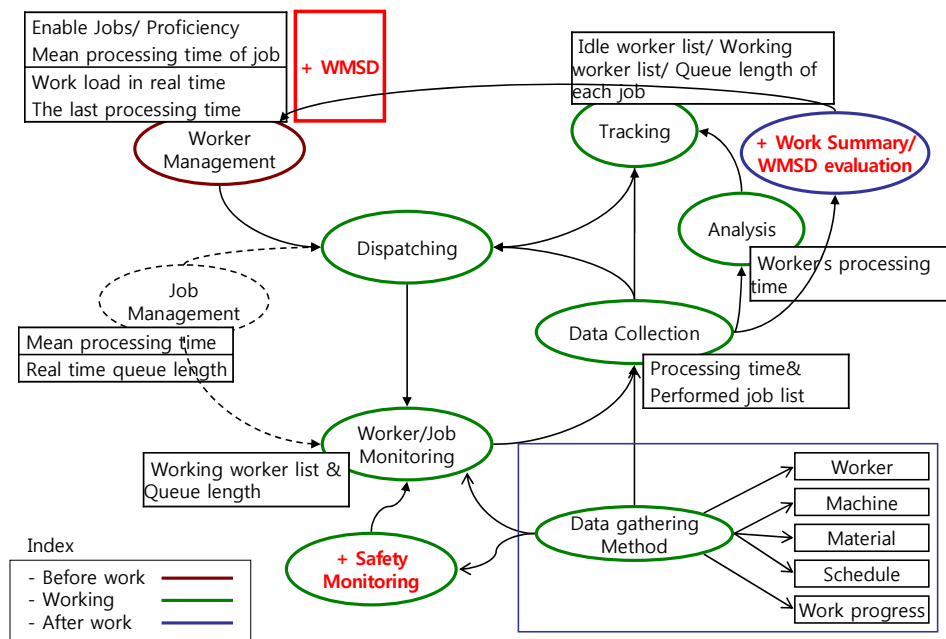 Enable Jobs/ Proficiency
Mean processing time of job
Work load in real time
The last processing time
+ WMSD
Worker
Management
Idle worker list/ Working
worker list/ Queue length of
each job
Tracking
+ Work Summary/
WMSD evaluation
Analysis
Worker's processing
time
Dispatching
Job
Management
Mean processing time
Real time queue length
Data Collection
Processing time&
Performed job list
Worker/Job
Monitoring
Working worker list &
Queue length
+ Safety
Monitoring
Data gathering
Method
Worker
Machine
Material
Schedule
Work progress
Index
- Before work
- Working
- After work